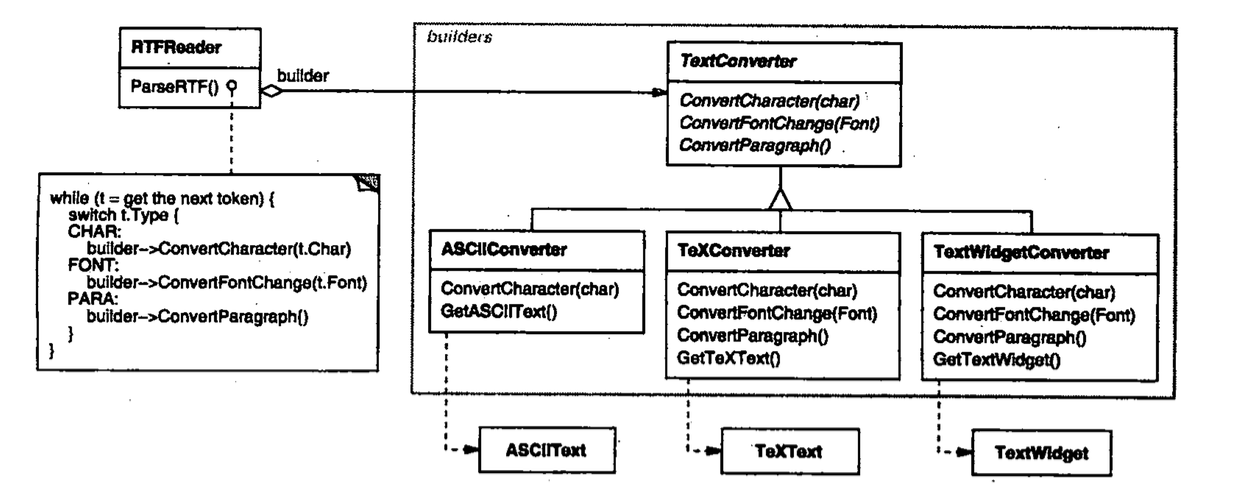 RTFReader
ParseRTF()
builder
builders
TextConverter
ConvertCharacter(char)
ConvertFontChange(Font)
ConvertParagraph()
while (t = get the next token) {
switch t.Type {
CHAR:
builder->ConvertCharacter(t.Char)
FONT:
builder->ConvertFontChange(t.Font)
PARA:
builder->ConvertParagraph()
}
}
ASCIIConverter
ConvertCharacter(char)
GetASCIIText()
TeXConverter
ConvertCharacter(char)
ConvertFontChange(Font)
ConvertParagraph()
GetTeXText()
TextWidgetConverter
ConvertCharacter(char)
ConvertFontChange(Font)
ConvertParagraph()
GetTextWidget()
ASCIIText
TeXText
TextWidget